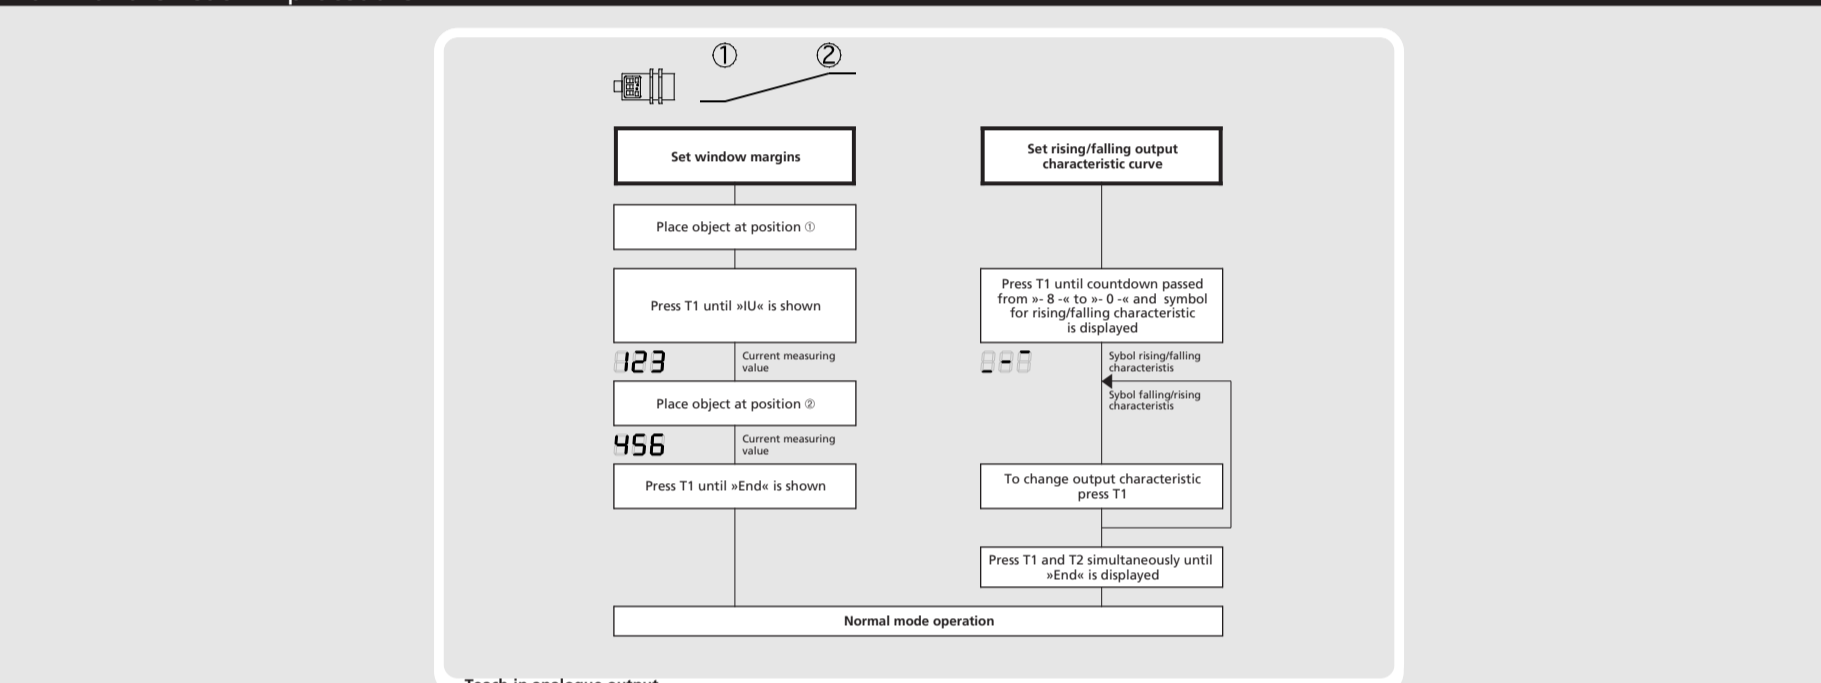 ① ②
Set window margins
Place object at position ①
Press T1 until »IU« is shown
123
Current measuring
value
Place object at position ②
456
Current measuring
value
Press T1 until »End« is shown
Set rising/falling output
characteristic curve
Press T1 until countdown passed
from »- 8 -« to »- 0 -« and symbol
for rising/falling characteristic
is displayed
Sybol rising/falling
characteristis
Sybol falling/rising
characteristis
To change output characteristic
press T1
Press T1 and T2 simultaneously until
»End« is displayed
Normal mode operation
Teach-in analogue output